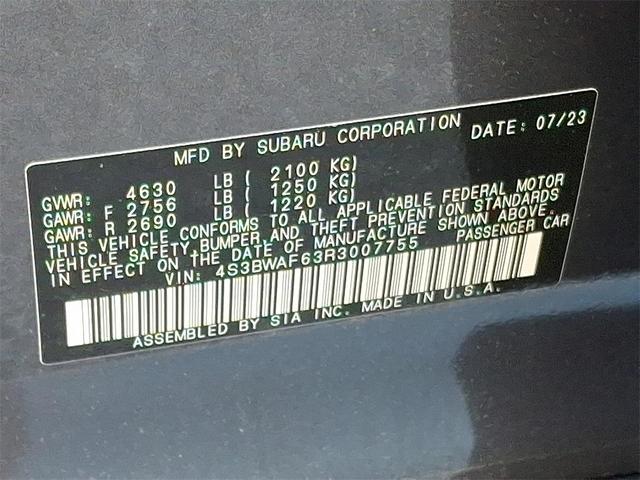 MFD BY SUBARU CORPORATION DATE: 07/23
GVWR: 4630 LB ( 2100 KG)
GAWR: F 2756 LB ( 1250 KG)
GAWR: R 2690 LB ( 1220 KG)
THIS VEHICLE CONFORMS TO ALL APPLICABLE FEDERAL MOTOR
VEHICLE SAFETY, BUMPER AND THEFT PREVENTION STANDARDS
IN EFFECT ON THE DATE OF MANUFACTURE SHOWN ABOVE.
VIN: 4S3BWAF63R3007755 PASSENGER CAR
ASSEMBLED BY SIA INC. MADE IN U.S.A.